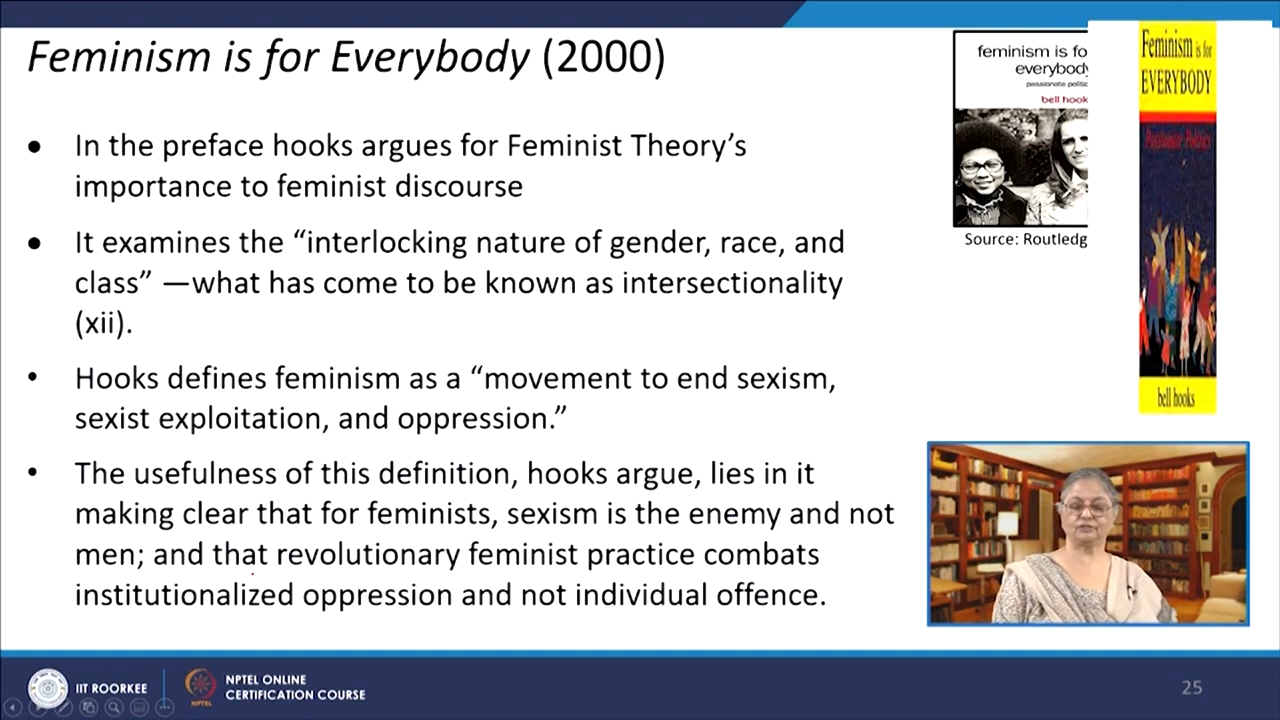 Feminism is for Everybody (2000)
● In the preface hooks argues for Feminist Theory’s
importance to feminist discourse
● It examines the “interlocking nature of gender, race, and
class” —what has come to be known as intersectionality
(xii).
• Hooks defines feminism as a “movement to end sexism,
sexist exploitation, and oppression.”
• The usefulness of this definition, hooks argue, lies in it
making clear that for feminists, sexism is the enemy and not
men; and that revolutionary feminist practice combats
institutionalized oppression and not individual offence.
feminism is fo
everybody
passionate politic
bell hook
Source: Routledg
Feminism is for
EVERYBODY
Passionate Politics
bell hooks
IIT ROORKEE
NPTEL
NPTEL ONLINE
CERTIFICATION COURSE
25